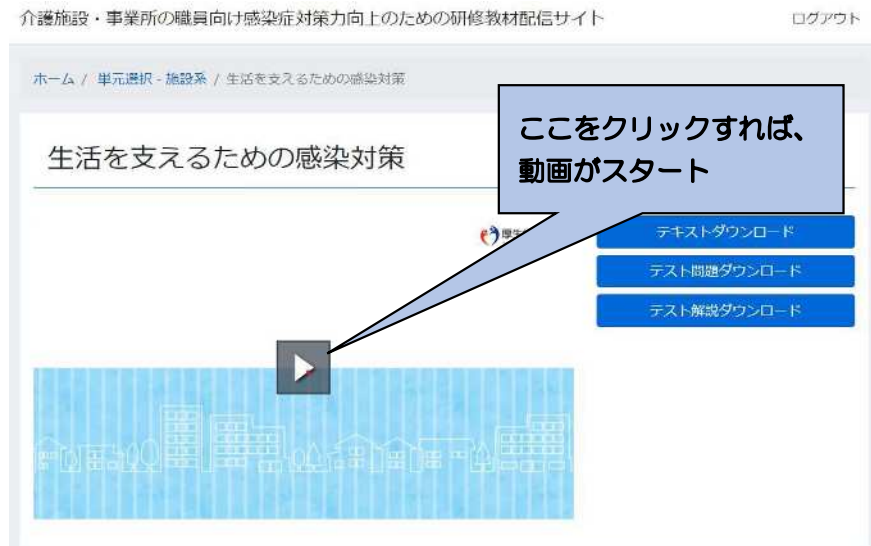 介護施設・事業所の職員向け感染症対策力向上のための研修教材配信サイト
ログアウト
ホーム / 単元選択 - 施設系 / 生活を支えるための感染対策
ここをクリックすれば、
動画がスタート
生活を支えるための感染対策
厚生
テキストダウンロード
テスト問題ダウンロード
テスト解説ダウンロード